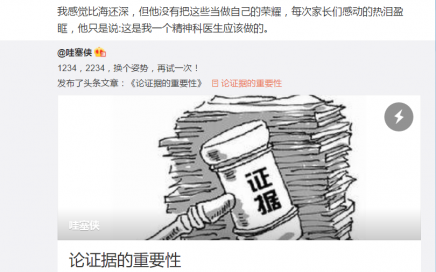 我感觉比海还深，但他没有把这些当做自己的荣耀，每次家长们感动的热泪盈
眶，他只是说:这是我一个精神科医生应该做的。
@哇塞侠
1234，2234，换个姿势，再试一次！
发布了头条文章：《论证据的重要性》 论证据的重要性
证据
哇塞侠
论证据的重要性